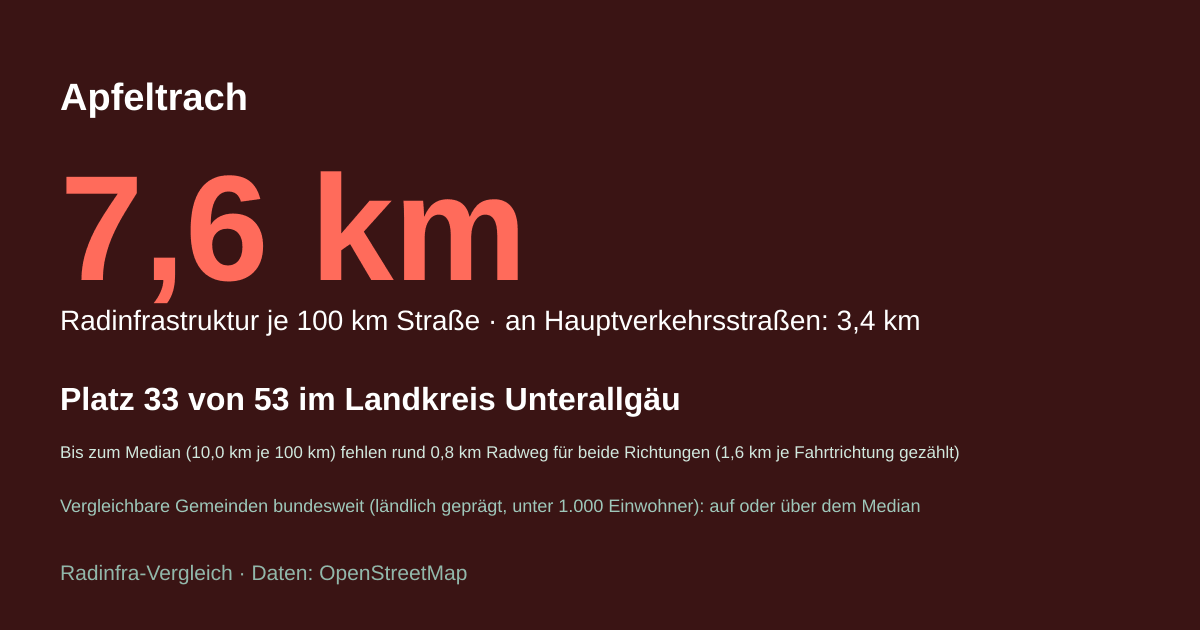 Apfeltrach
7,6 km
Radinfrastruktur je 100 km Straße · an Hauptverkehrsstraßen: 3,4 km
Platz 33 von 53 im Landkreis Unterallgäu
Bis zum Median (10,0 km je 100 km) fehlen rund 0,8 km Radweg für beide Richtungen (1,6 km je Fahrtrichtung gezählt)
Vergleichbare Gemeinden bundesweit (ländlich geprägt, unter 1.000 Einwohner): auf oder über dem Median
Radinfra-Vergleich · Daten: OpenStreetMap